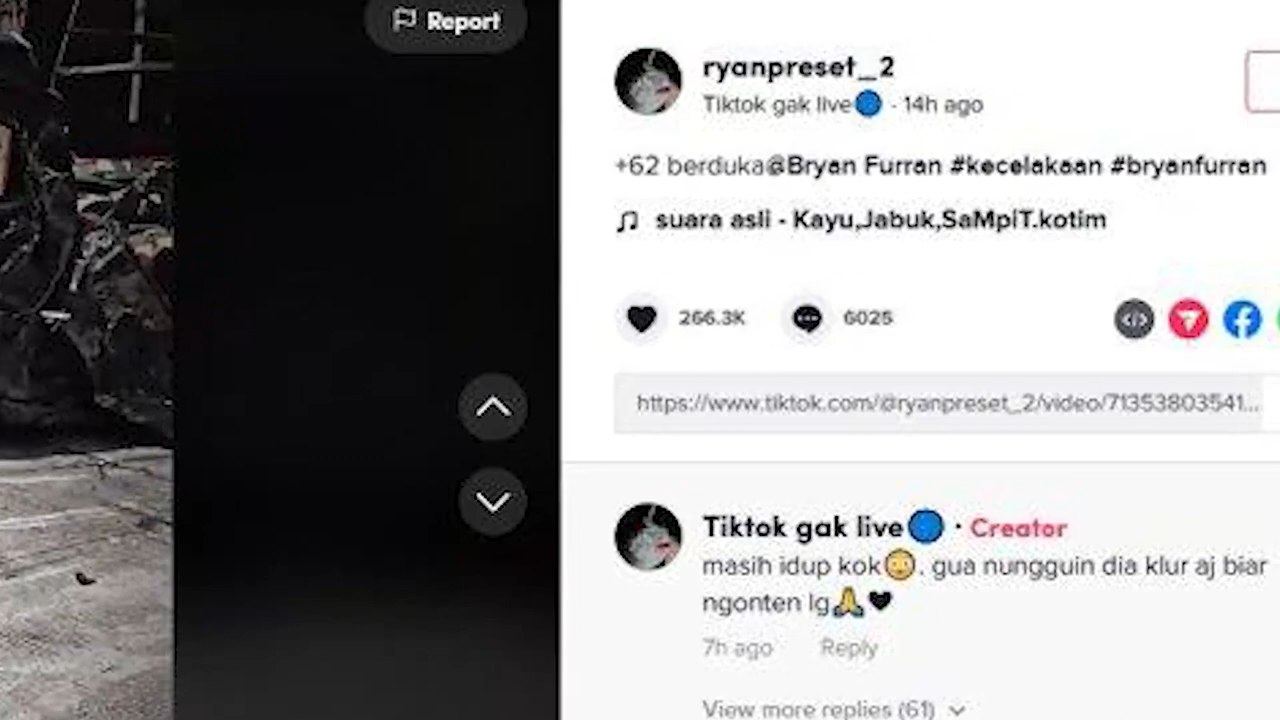 Report
ryanpreset_2
Tiktok gak live🔵 · 14h ago
+62 berduka@Bryan Furran #kecelakaan #bryanfurran
suara asli - Kayu,Jabuk,SaMpiT.kotim
266.3K 6025
https://www.tiktok.com/@ryanpreset_2/video/71353803541...
Tiktok gak live🔵 · Creator
masih idup kok😳. gua nungguin dia klur aj biar
ngonten lg🙏🖤
7h ago Reply
View more replies (61)